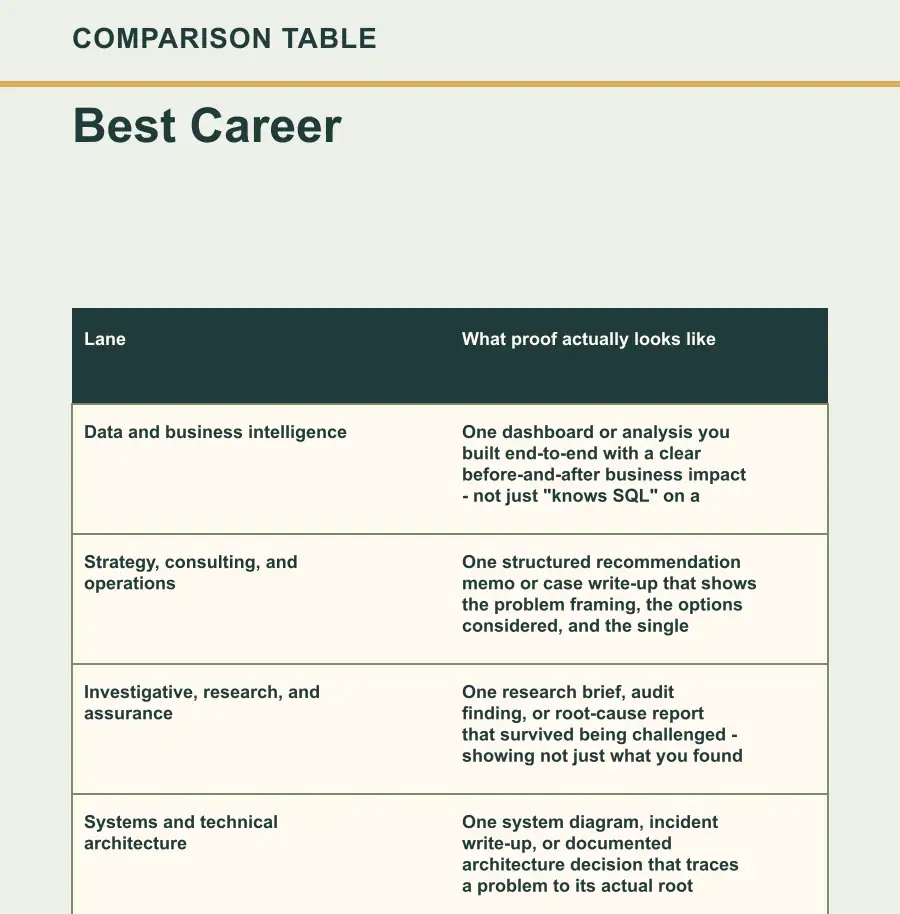 COMPARISON TABLE
Best Career
Lane
What proof actually looks like
Data and business intelligence
One dashboard or analysis you
built end-to-end with a clear
before-and-after business impact
- not just "knows SQL" on a
Strategy, consulting, and
operations
One structured recommendation
memo or case write-up that shows
the problem framing, the options
considered, and the single
Investigative, research, and
assurance
One research brief, audit
finding, or root-cause report
that survived being challenged -
showing not just what you found
Systems and technical
architecture
One system diagram, incident
write-up, or documented
architecture decision that traces
a problem to its actual root